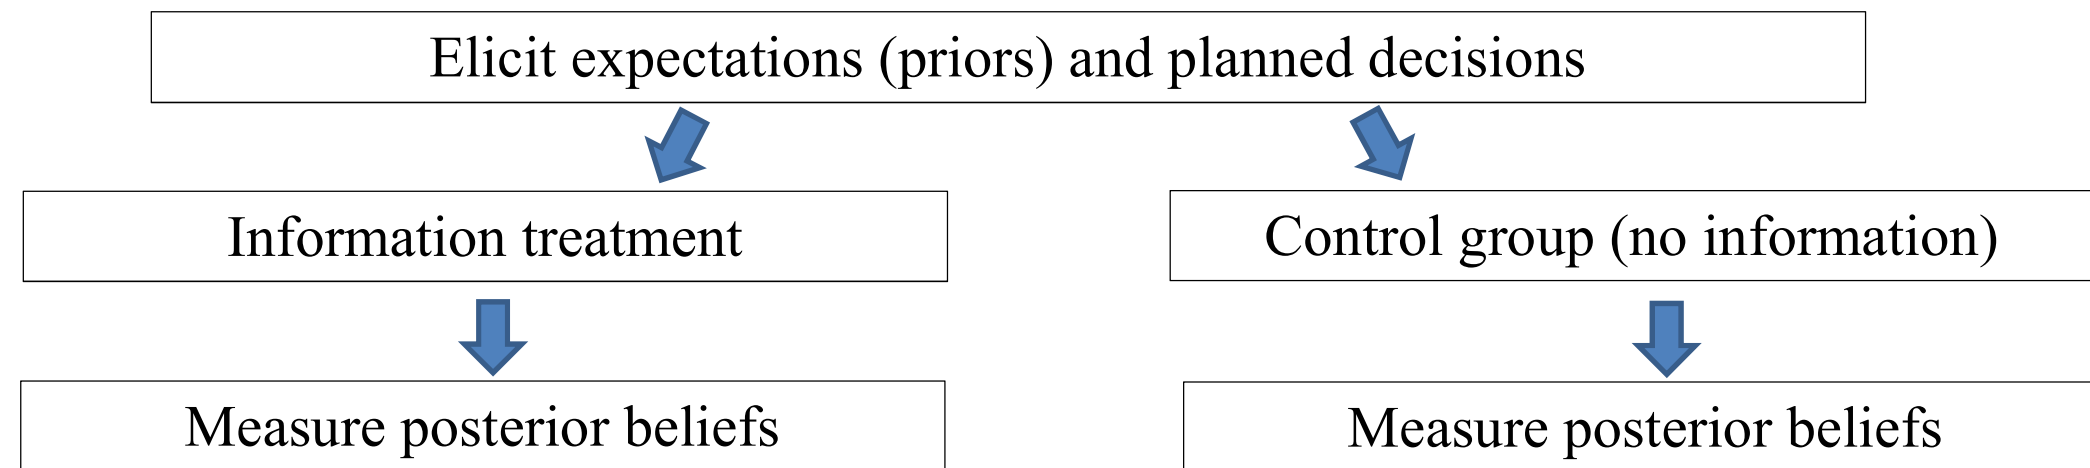 Elicit expectations (priors) and planned decisions
Information treatment
Control group (no information)
Measure posterior beliefs
Measure posterior beliefs